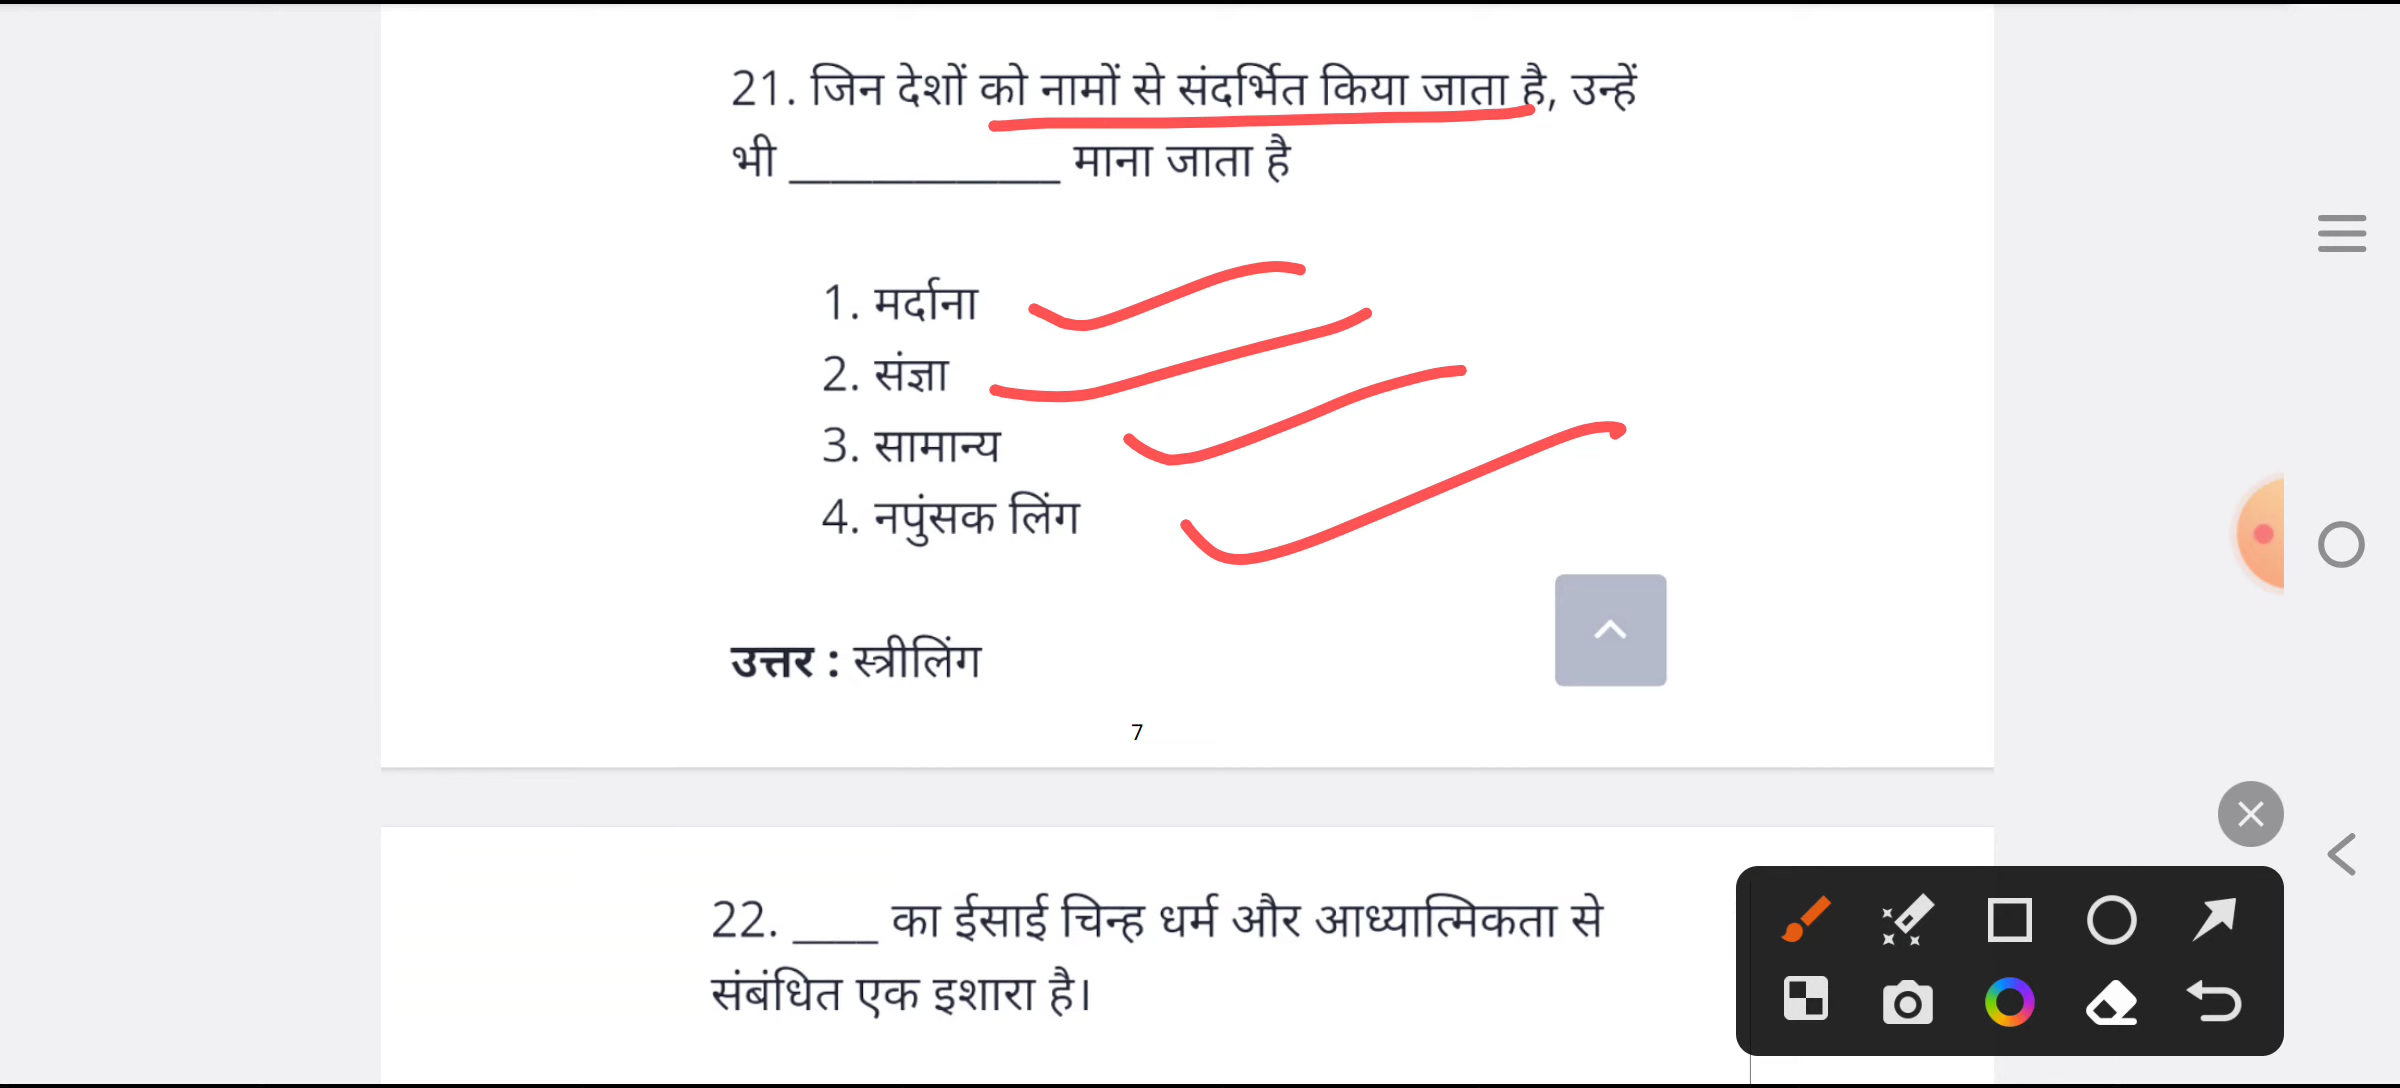 21. जिन देशों को नामों से संदर्भित किया जाता है, उन्हें
भी _____________ माना जाता है
1. मर्दाना
2. संज्ञा
3. सामान्य
4. नपुंसक लिंग
उत्तर : स्त्रीलिंग
7
22. ____ का ईसाई चिन्ह धर्म और आध्यात्मिकता से
संबंधित एक इशारा है।